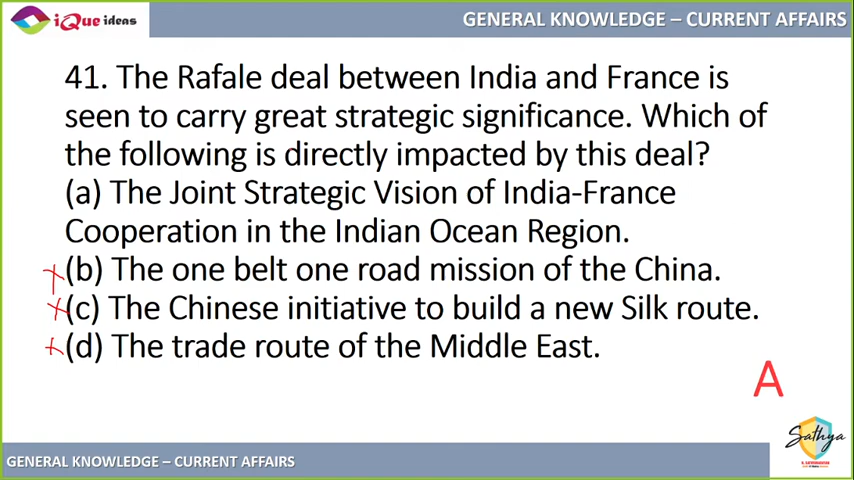 iQue ideas
GENERAL KNOWLEDGE – CURRENT AFFAIRS
41. The Rafale deal between India and France is
seen to carry great strategic significance. Which of
the following is directly impacted by this deal?
(a) The Joint Strategic Vision of India-France
Cooperation in the Indian Ocean Region.
(b) The one belt one road mission of the China.
(c) The Chinese initiative to build a new Silk route.
(d) The trade route of the Middle East.
A
Sathya
GENERAL KNOWLEDGE – CURRENT AFFAIRS